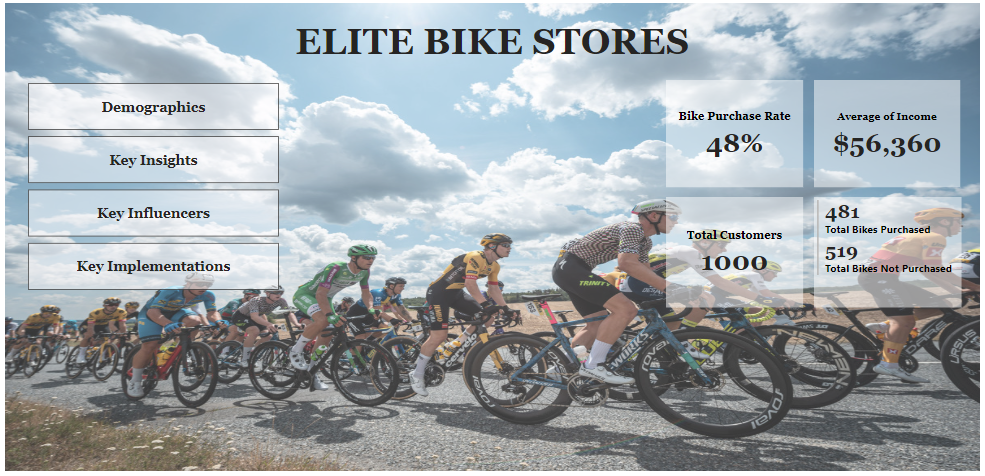 ELITE BIKE STORES
Demographics
Key Insights
Key Influencers
Key Implementations
Bike Purchase Rate
48%
Average of Income
$56,360
Total Customers
1000
481
Total Bikes Purchased
519
Total Bikes Not Purchased
TRINITY